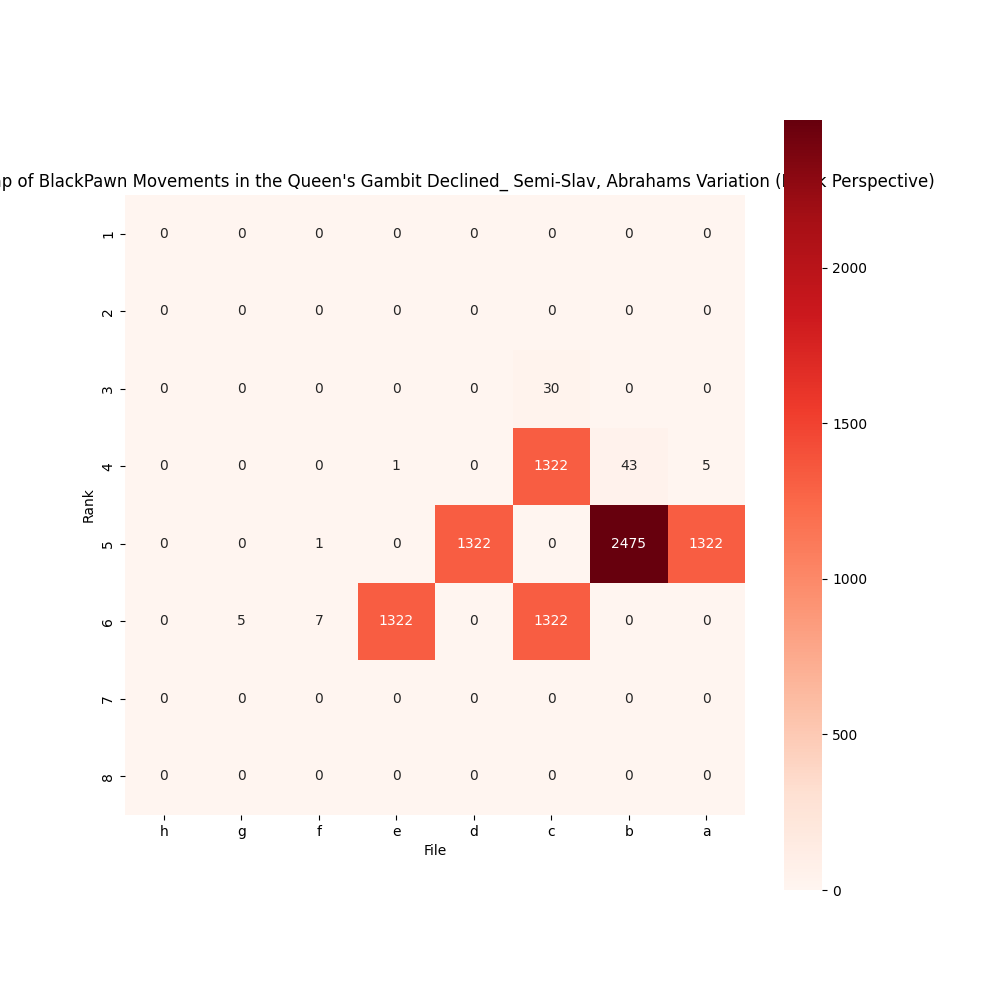 of BlackPawn Movements in the Queen's Gambit Declined_ Semi-Slav, Abrahams Variation ( Perspective)
1 0 0 0 0 0 0 0 0
2 0 0 0 0 0 0 0 0
3 0 0 0 0 0 30 0 0
4 0 0 0 1 0 1322 43 5
5 0 0 1 0 1322 0 2475 1322
6 0 5 7 1322 0 1322 0 0
7 0 0 0 0 0 0 0 0
8 0 0 0 0 0 0 0 0
h g f e d c b a
File
Rank
2000
1500
1000
500
0